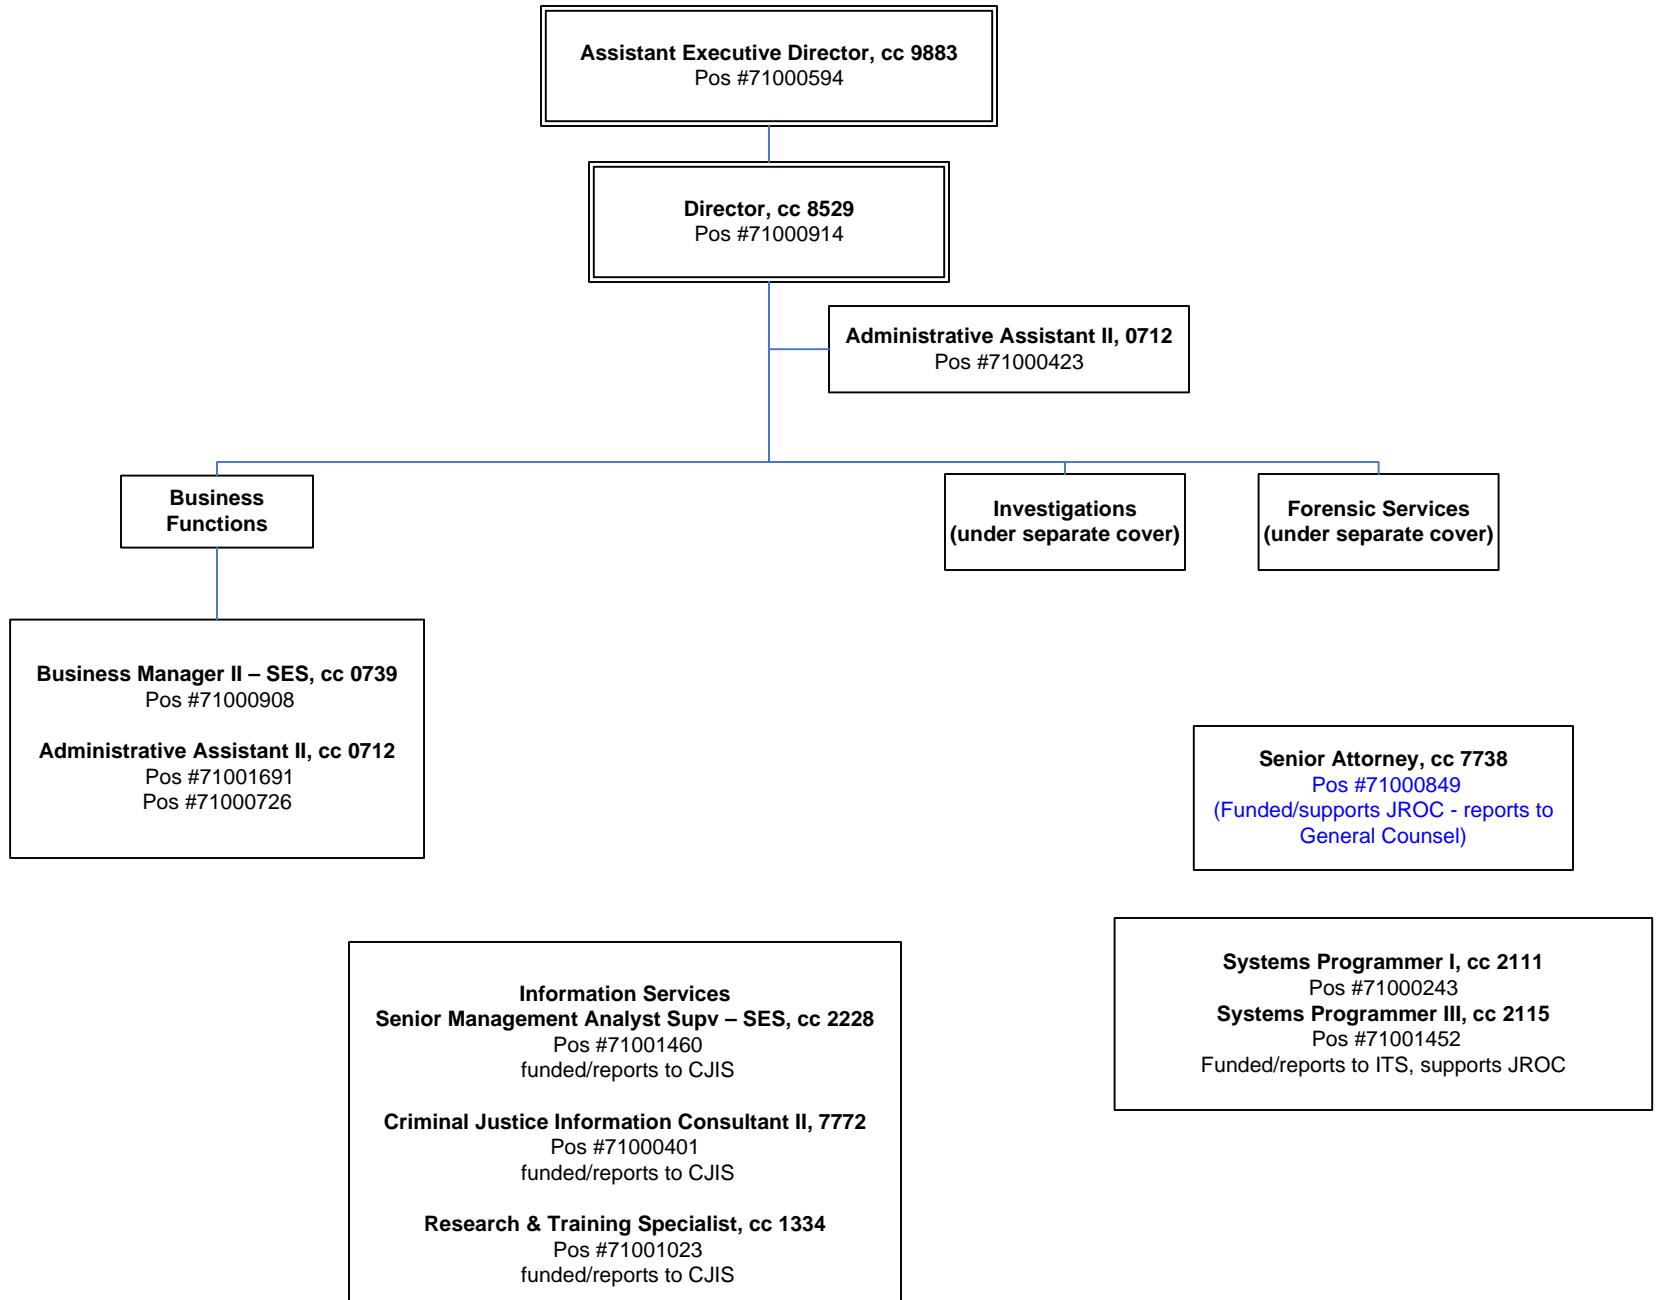 Assistant Executive Director, cc 9883
Pos #71000594
Director, cc 8529
Pos #71000914
Administrative Assistant II, 0712
Pos #71000423
Business
Functions
Investigations
(under separate cover)
Forensic Services
(under separate cover)
Business Manager II – SES, cc 0739
Pos #71000908
Administrative Assistant II, cc 0712
Pos #71001691
Pos #71000726
Senior Attorney, cc 7738
Pos #71000849
(Funded/supports JROC - reports to
General Counsel)
Information Services
Senior Management Analyst Supv – SES, cc 2228
Pos #71001460
funded/reports to CJIS
Criminal Justice Information Consultant II, 7772
Pos #71000401
funded/reports to CJIS
Research & Training Specialist, cc 1334
Pos #71001023
funded/reports to CJIS
Systems Programmer I, cc 2111
Pos #71000243
Systems Programmer III, cc 2115
Pos #71001452
Funded/reports to ITS, supports JROC